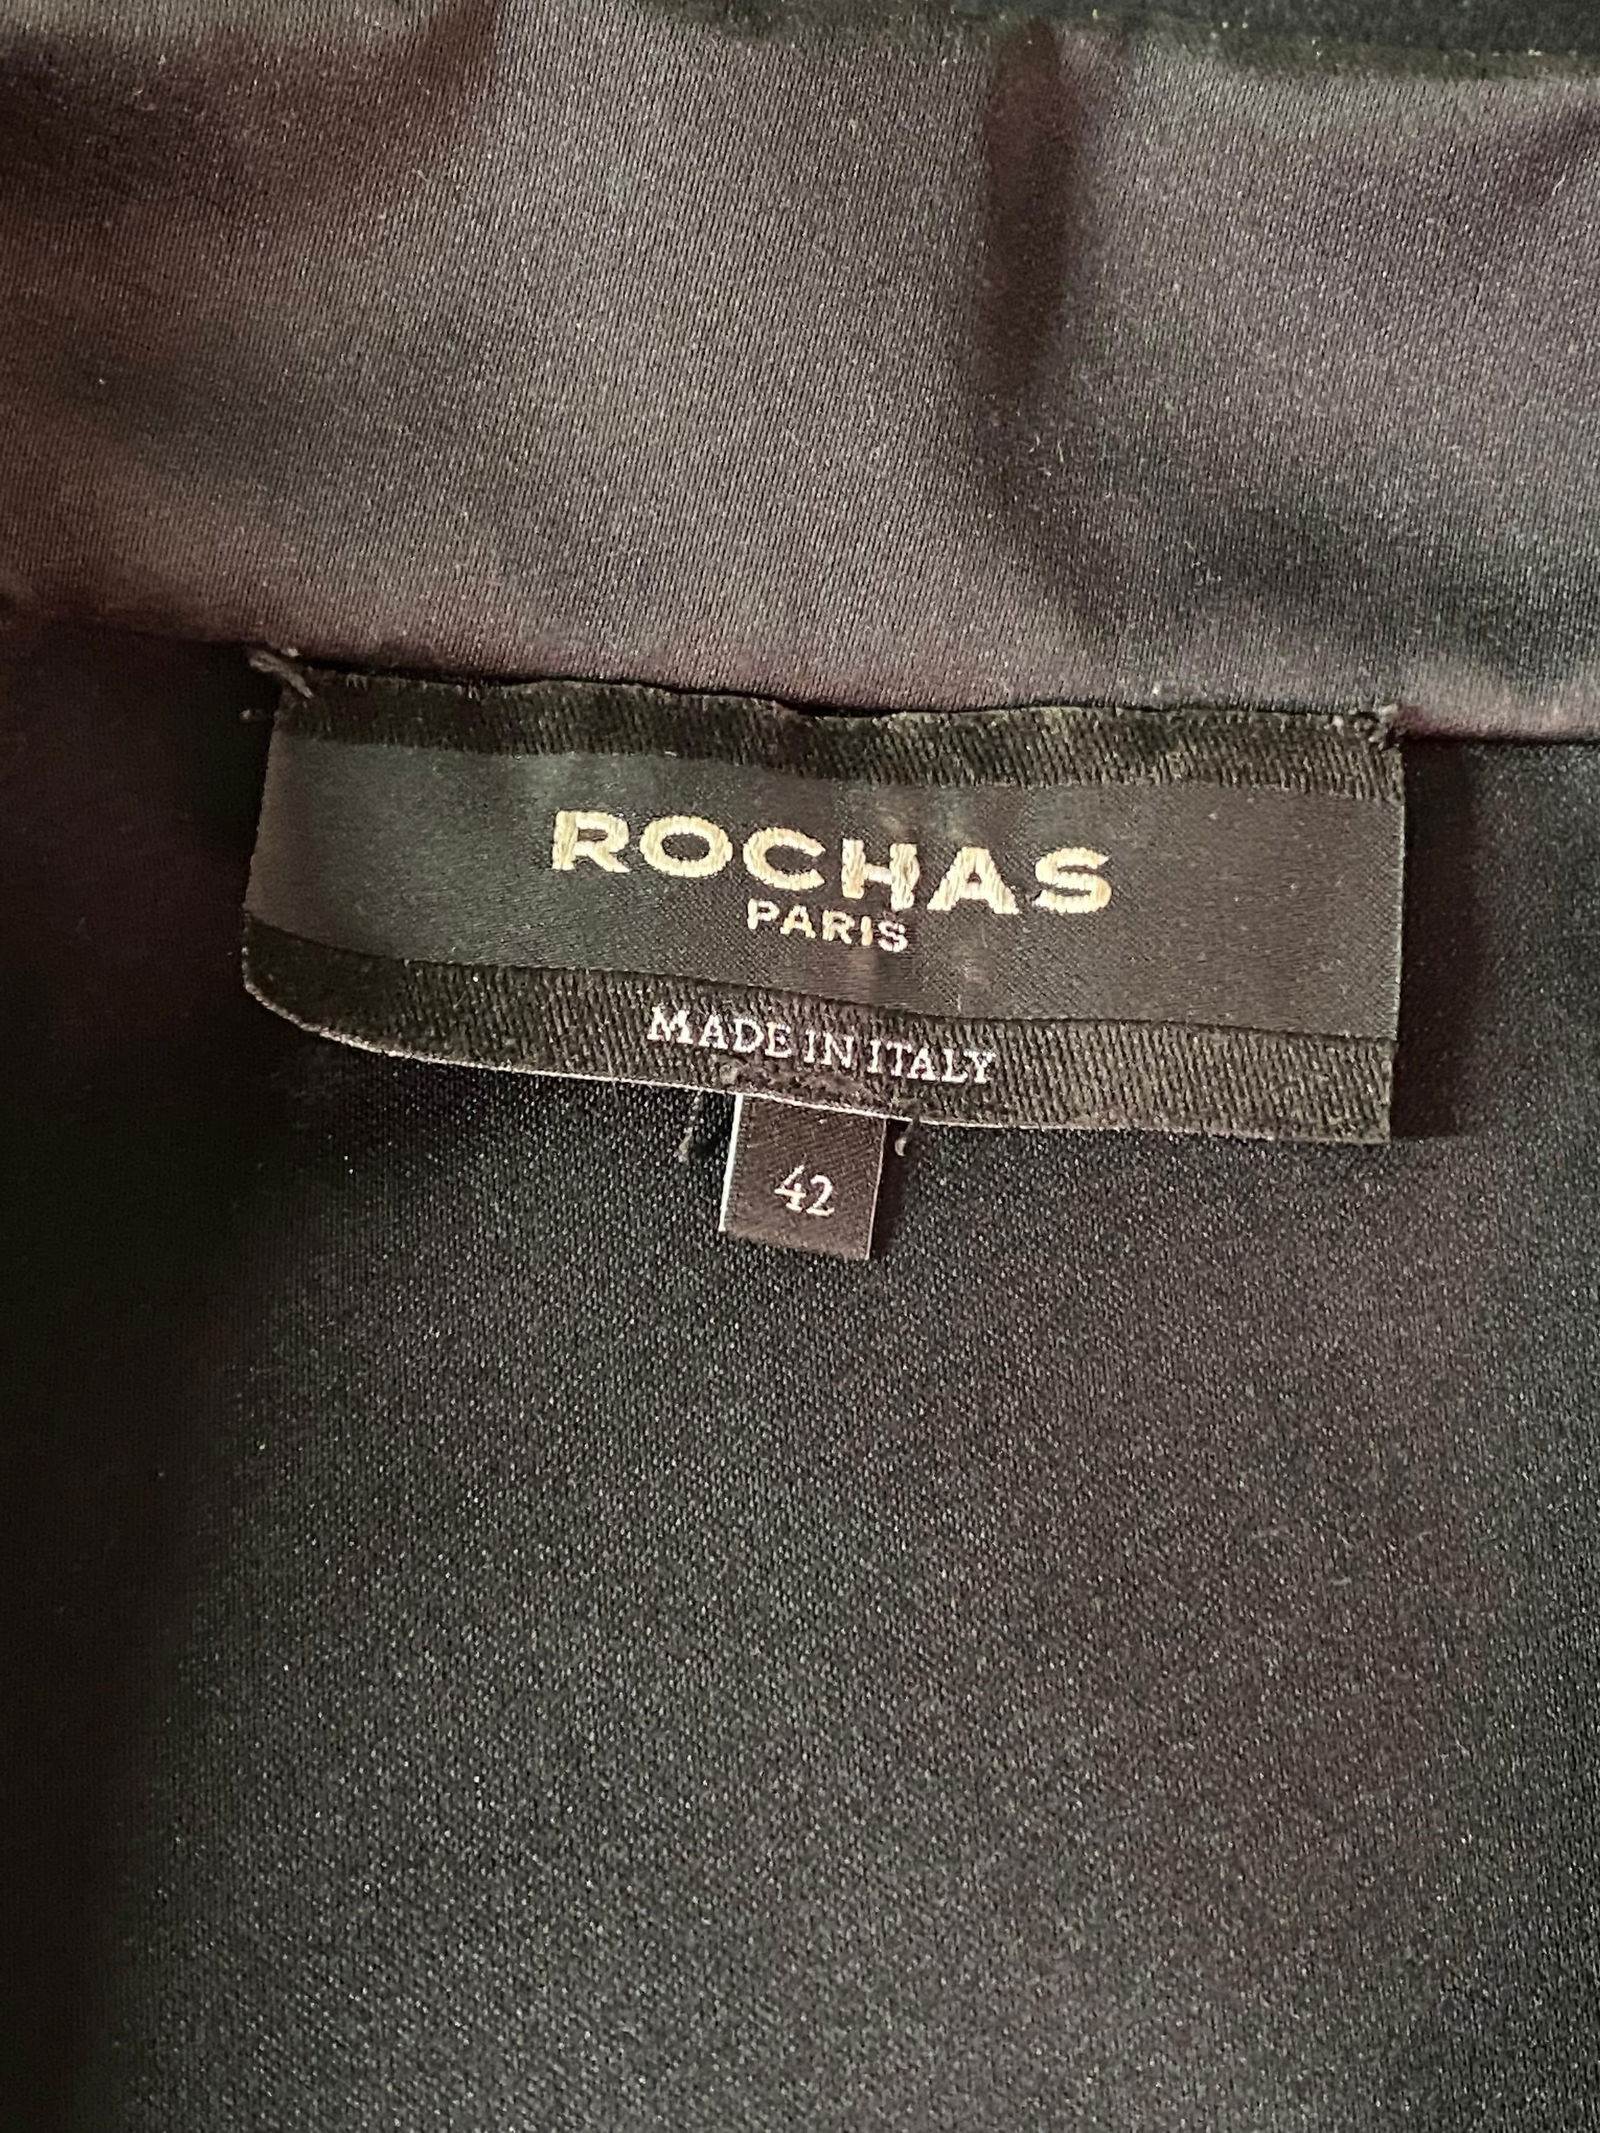 ROCHAS
PARIS
MADE IN ITALY
42